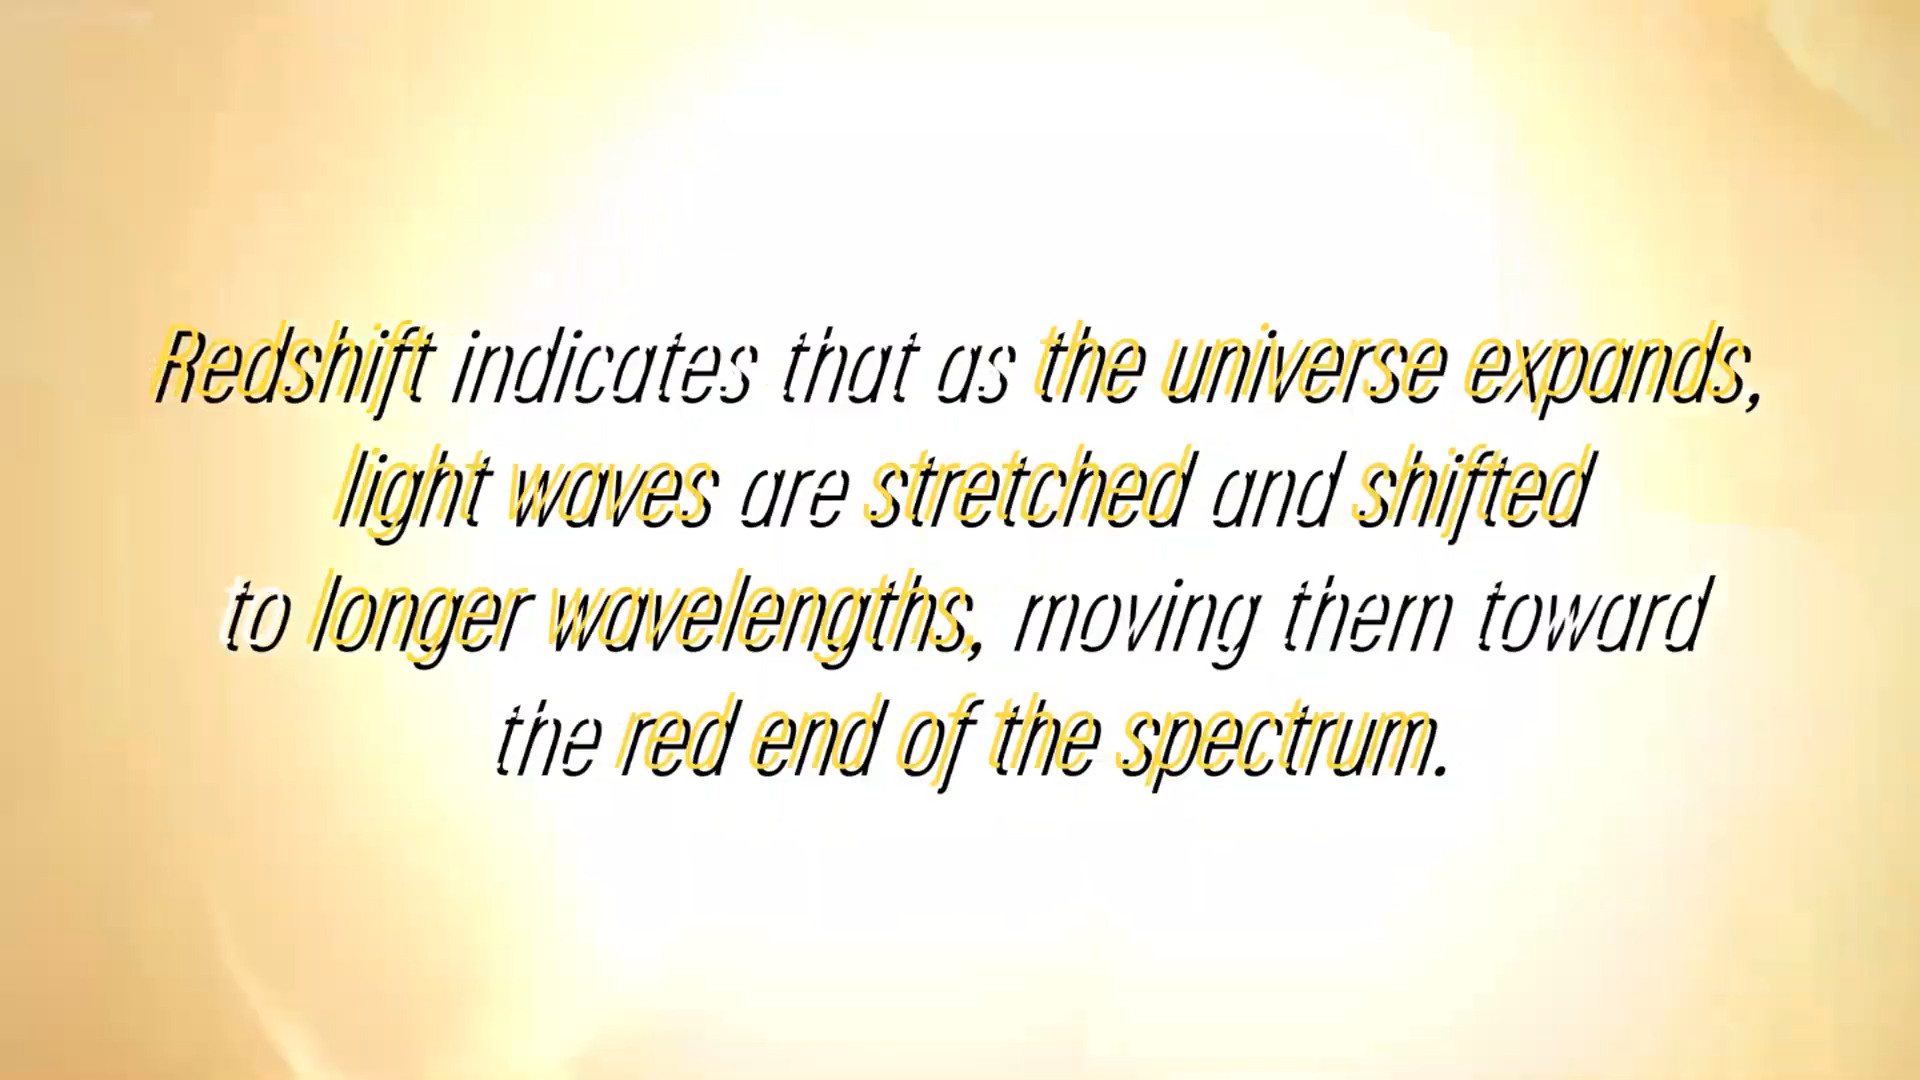 Redshift indicates that as the universe expands,
light waves are stretched and shifted
to longer wavelengths, moving them toward
the red end of the spectrum.